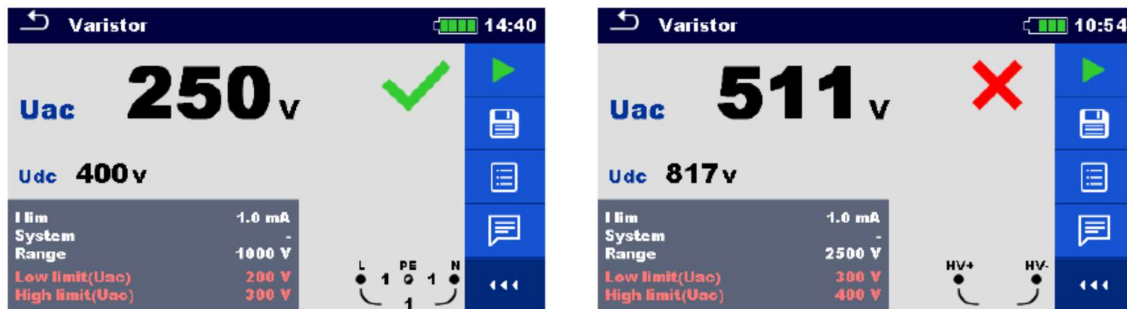 Varistor 14:40
Uac 250 V
Udc 400 V
I lim 1.0 mA
System -
Range 1000 V
Low limit(Uac) 200 V
High limit(Uac) 300 V
L PE N
1 1
1
Varistor 10:54
Uac 511 V
Udc 817 V
I lim 1.0 mA
System -
Range 2500 V
Low limit(Uac) 300 V
High limit(Uac) 400 V
HV+ HV-